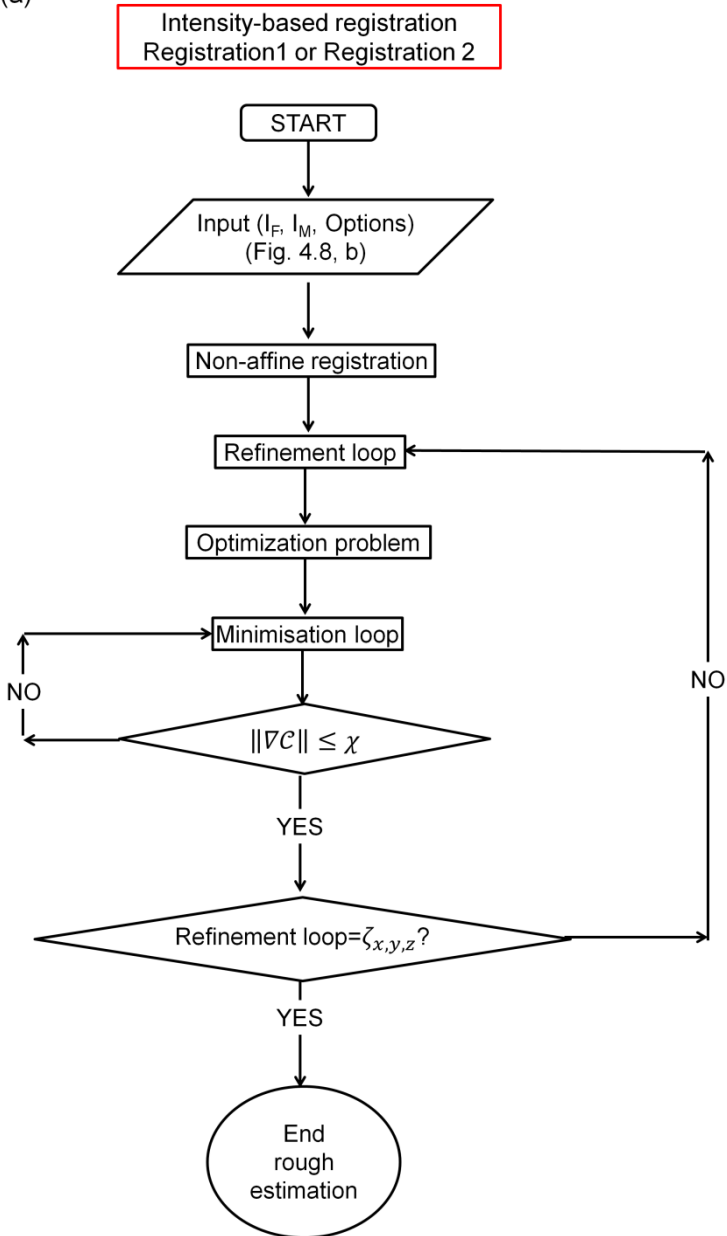 (a)
Intensity-based registration
Registration1 or Registration 2
START
Input (I_F, I_M, Options)
(Fig. 4.8, b)
Non-affine registration
Refinement loop
Optimization problem
Minimisation loop
NO
NO
‖∇𝒞‖ ≤ χ
YES
Refinement loop=ζ_{x,y,z}?
YES
End
rough
estimation